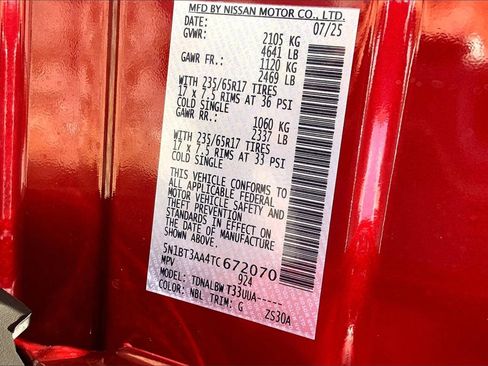 MFD BY NISSAN MOTOR CO., LTD.
DATE: 07/25
GVWR: 2105 KG
4641 LB
GAWR FR.: 1120 KG
2469 LB
WITH 235/65R17 TIRES
17 x 7.5 RIMS AT 36 PSI
COLD SINGLE
GAWR RR.: 1060 KG
2337 LB
WITH 235/65R17 TIRES
17 x 7.5 RIMS AT 33 PSI
COLD SINGLE
THIS VEHICLE CONFORMS TO
ALL APPLICABLE FEDERAL
MOTOR VEHICLE SAFETY AND
THEFT PREVENTION
STANDARDS IN EFFECT ON
THE DATE OF MANUFACTURE
SHOWN ABOVE.
5N1BT3AA4TC672070
MPV 924
MODEL: TDNALBWT33UUA-----
COLOR: NBL TRIM: G ZS30A